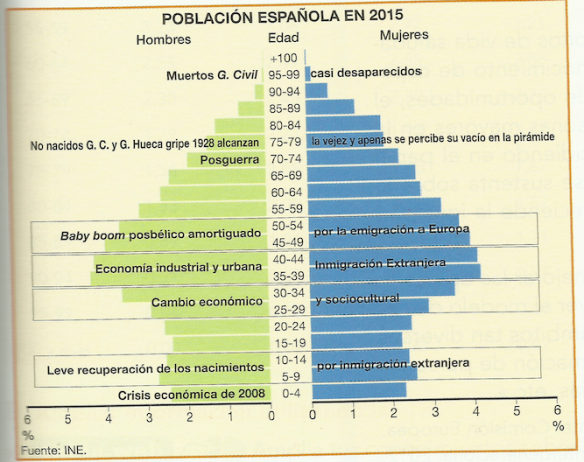 POBLACIÓN ESPAÑOLA EN 2015
Hombres Edad Mujeres
+100
Muertos G. Civil 95-99 casi desaparecidos
90-94
85-89
80-84
No nacidos G. C. y G. Hueca gripe 1928 alcanzan 75-79 la vejez y apenas se percibe su vacío en la pirámide
Posguerra 70-74
65-69
60-64
55-59
50-54
Baby boom posbélico amortiguado por la emigración a Europa
45-49
40-44
Economía industrial y urbana Inmigración Extranjera
35-39
30-34
Cambio económico y sociocultural
25-29
20-24
15-19
10-14
Leve recuperación de los nacimientos por inmigración extranjera
5-9
Crisis económica de 2008 0-4
6 5 4 3 2 1 0 0 1 2 3 4 5 6
% %
Fuente: INE.